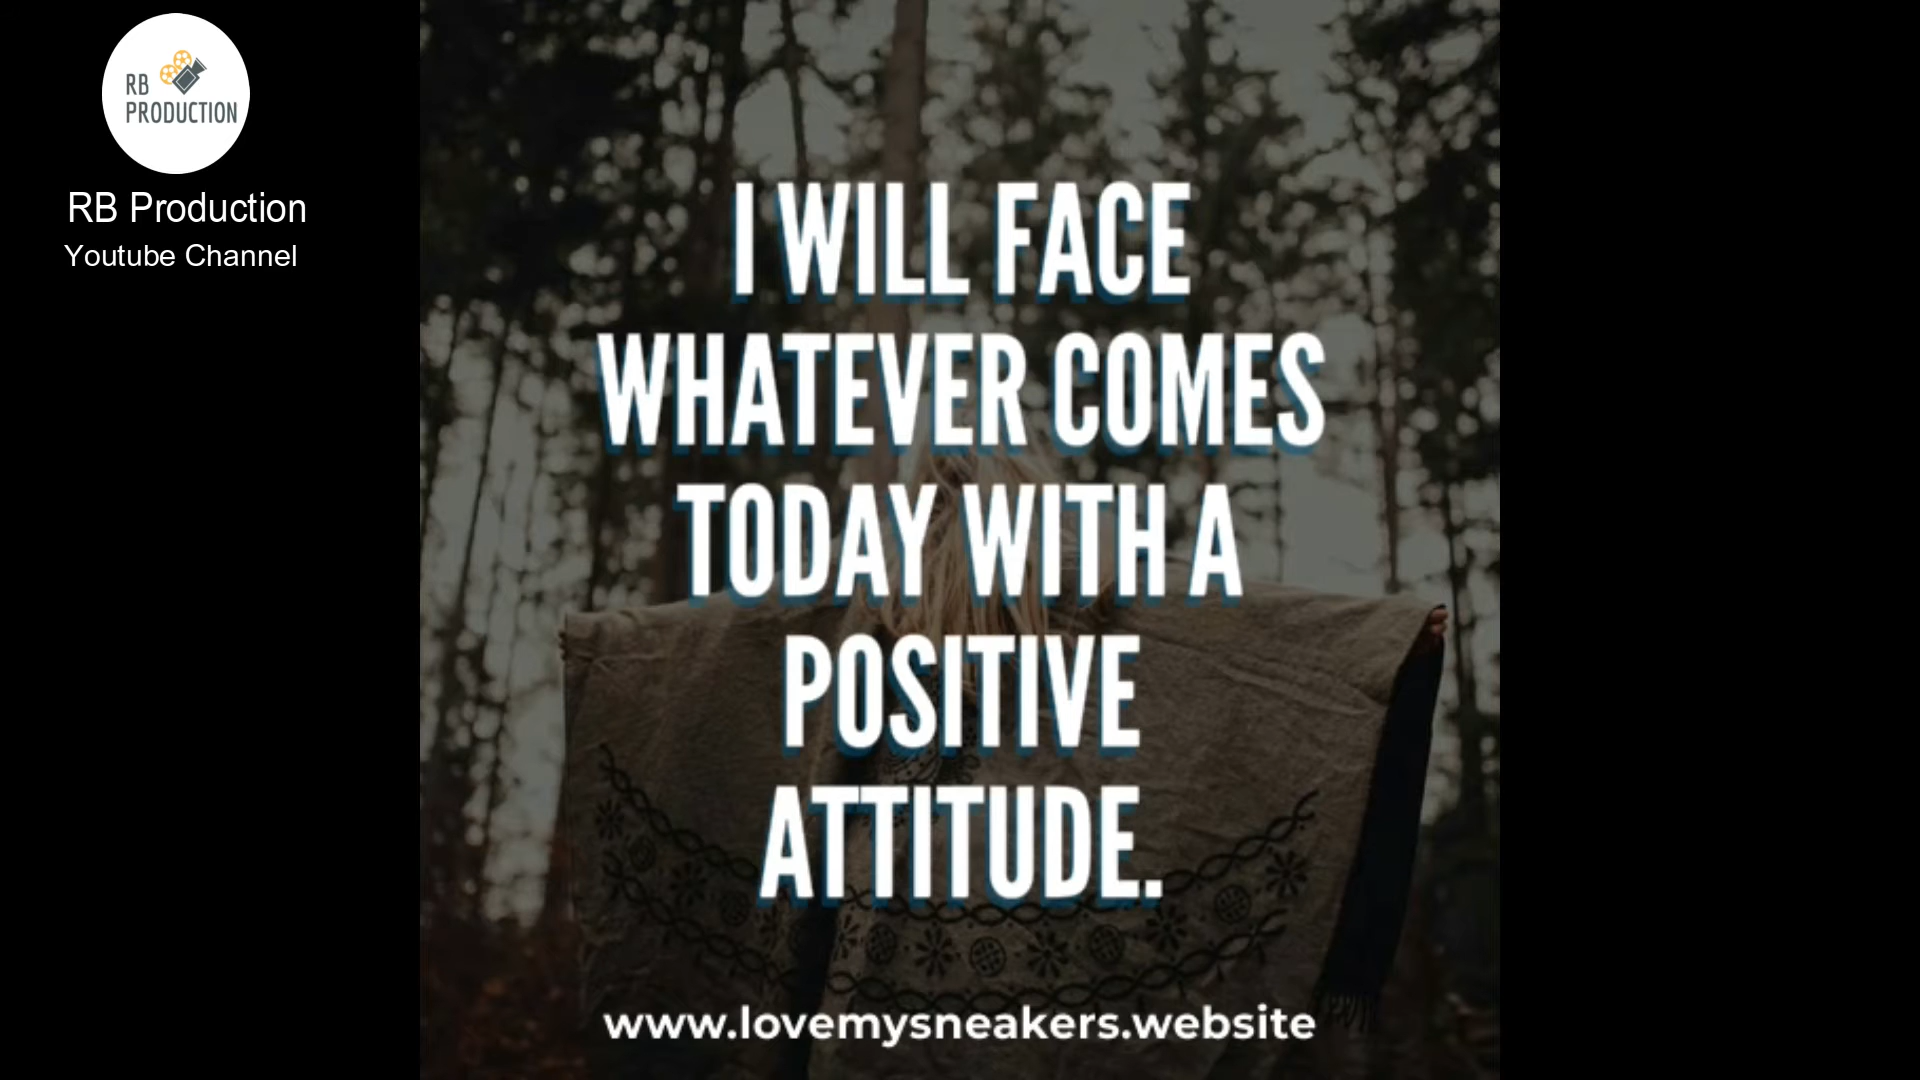 RB
PRODUCTION
RB Production
Youtube Channel
I WILL FACE
WHATEVER COMES
TODAY WITH A
POSITIVE
ATTITUDE.
www.lovemysneakers.website